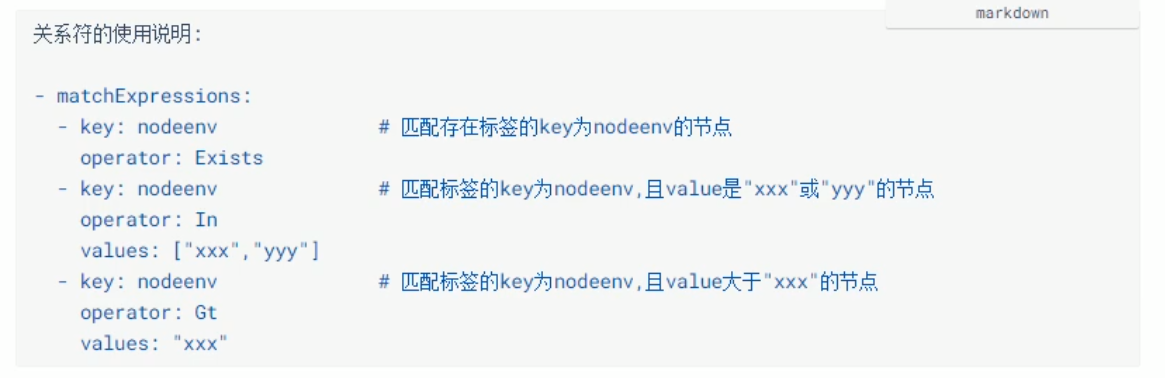 markdown
关系符的使用说明:
- matchExpressions:
  - key: nodeenv              # 匹配存在标签的key为nodeenv的节点
    operator: Exists
  - key: nodeenv              # 匹配标签的key为nodeenv,且value是"xxx"或"yyy"的节点
    operator: In
    values: ["xxx","yyy"]
  - key: nodeenv              # 匹配标签的key为nodeenv,且value大于"xxx"的节点
    operator: Gt
    values: "xxx"